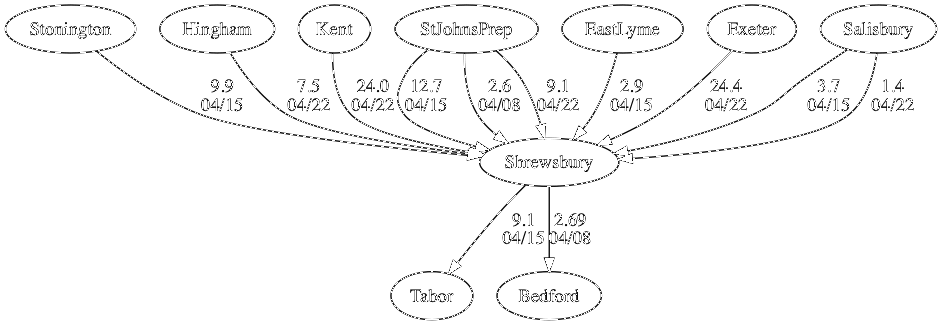 Stonington Hingham Kent StJohnsPrep EastLyme Exeter Salisbury
9.9 7.5 24.0 12.7 2.6 9.1 2.9 24.4 3.7 1.4
04/15 04/22 04/22 04/15 04/08 04/22 04/15 04/22 04/15 04/22
Shrewsbury
9.1 2.69
04/15 04/08
Tabor Bedford